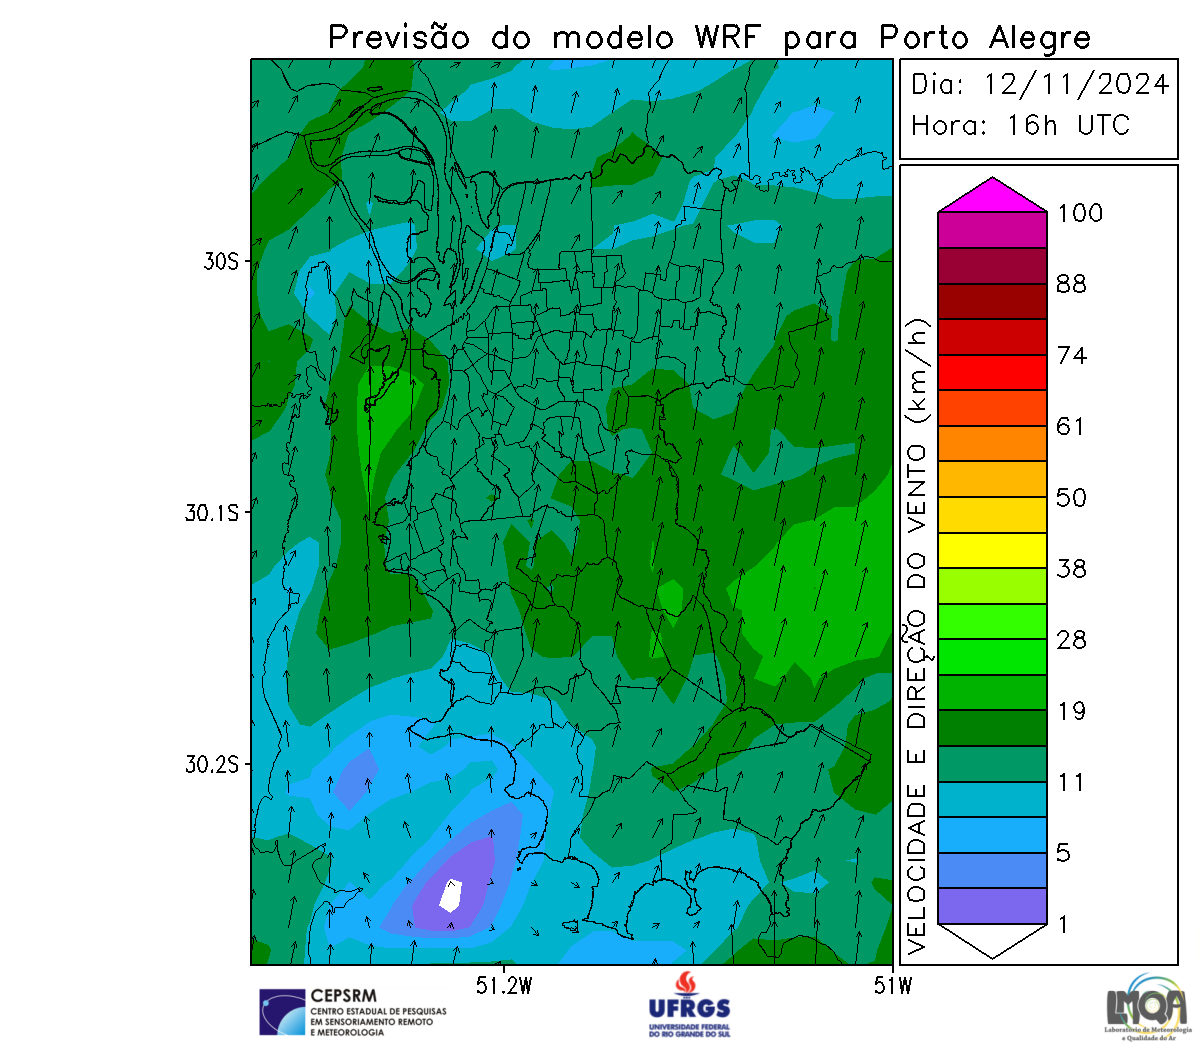 Previsão do modelo WRF para Porto Alegre
Dia: 12/11/2024
Hora: 16h UTC
30S
30.1S
30.2S
51.2W
51W
VELOCIDADE E DIREÇÃO DO VENTO (km/h)
100
88
74
61
50
38
28
19
11
5
1
CEPSRM
CENTRO ESTADUAL DE PESQUISAS
EM SENSORIAMENTO REMOTO
E METEOROLOGIA
UFRGS
UNIVERSIDADE FEDERAL
DO RIO GRANDE DO SUL
LMQA
Laboratório de Meteorologia
e Qualidade do Ar